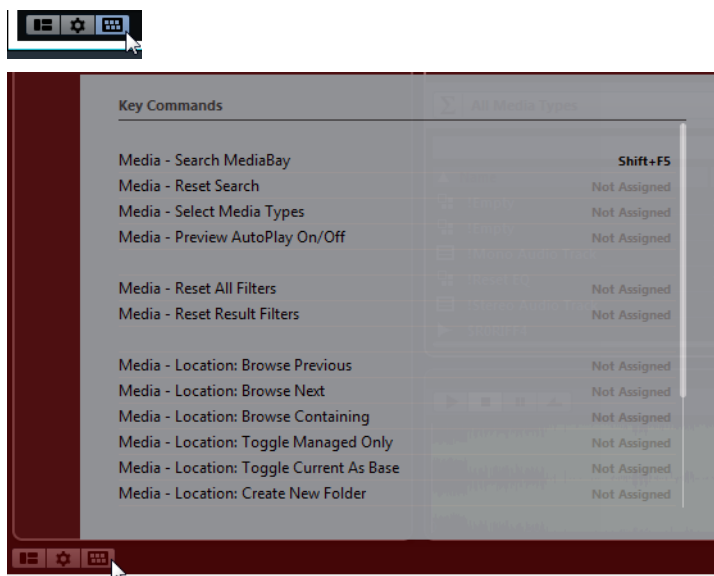 Key Commands
All Media Types
Media - Search MediaBay Shift+F5
Media - Reset Search Not Assigned
Media - Select Media Types Not Assigned
Media - Preview AutoPlay On/Off Not Assigned
Media - Reset All Filters Not Assigned
Media - Reset Result Filters Not Assigned
Media - Location: Browse Previous Not Assigned
Media - Location: Browse Next Not Assigned
Media - Location: Browse Containing Not Assigned
Media - Location: Toggle Managed Only Not Assigned
Media - Location: Toggle Current As Base Not Assigned
Media - Location: Create New Folder Not Assigned